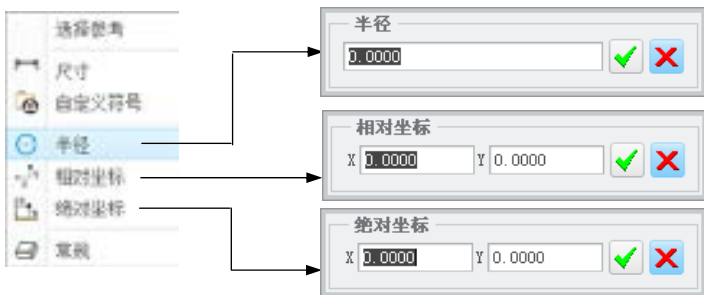 选择参考
尺寸
自定义符号
半径
相对坐标
绝对坐标
常规
半径
0.0000
相对坐标
X 0.0000 Y 0.0000
绝对坐标
X 0.0000 Y 0.0000